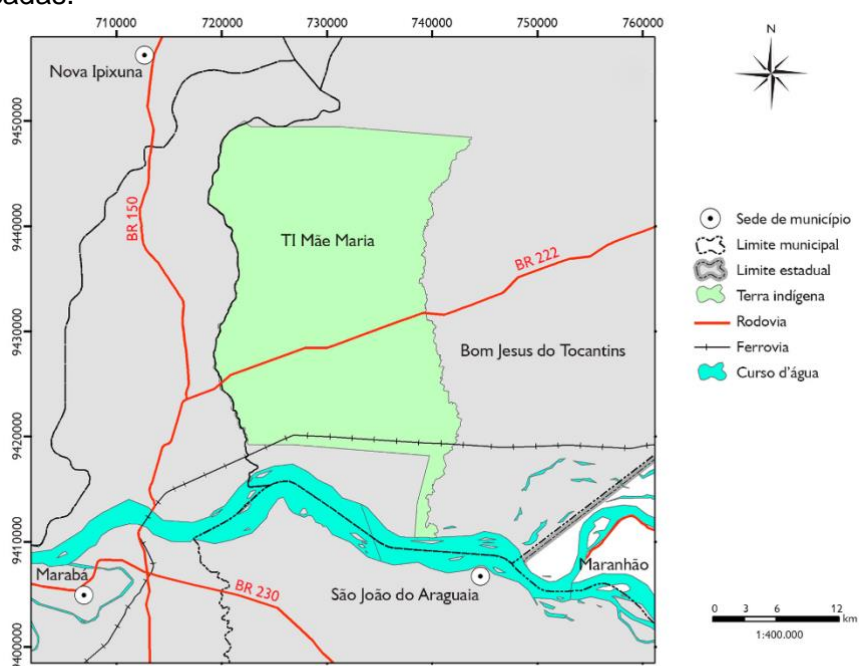 cadas.
710000 720000 730000 740000 750000 760000
N
Nova Ipixuna
9450000
BR 150
TI Mãe Maria
9440000
BR 222
Sede de município
Limite municipal
Limite estadual
Terra indígena
Rodovia
Ferrovia
Curso d'água
9430000
Bom Jesus do Tocantins
9420000
9410000
Marabá
BR 230
São João do Araguaia
Maranhão
9400000
0 3 6 12 km
1:400.000